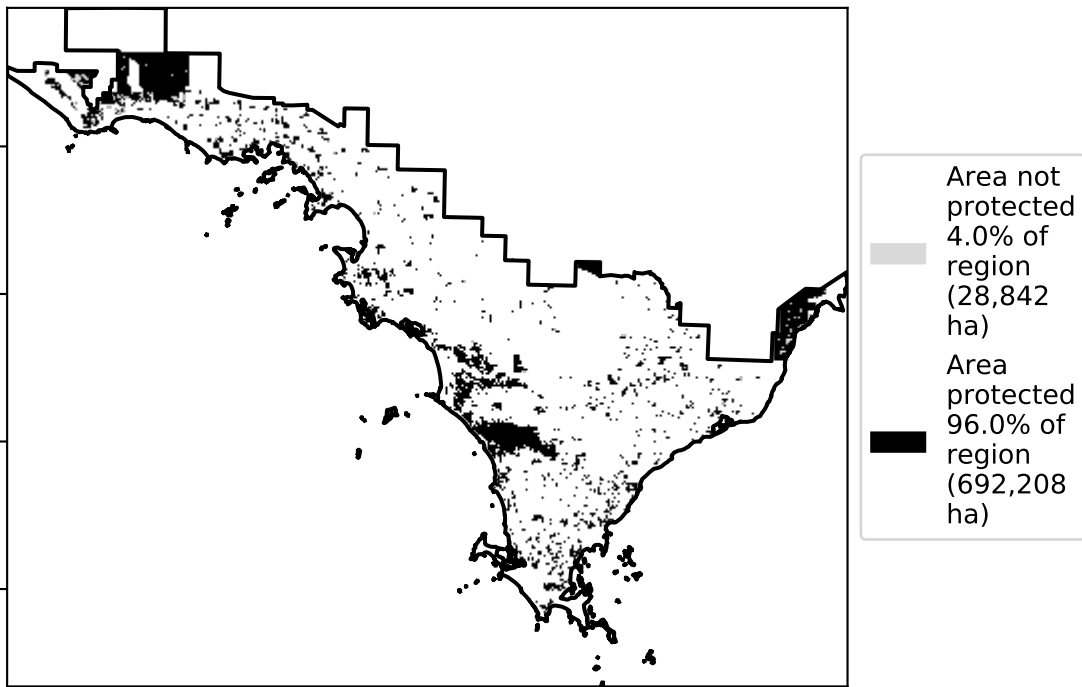 Area not
protected
4.0% of
region
(28,842
ha)
Area
protected
96.0% of
region
(692,208
ha)